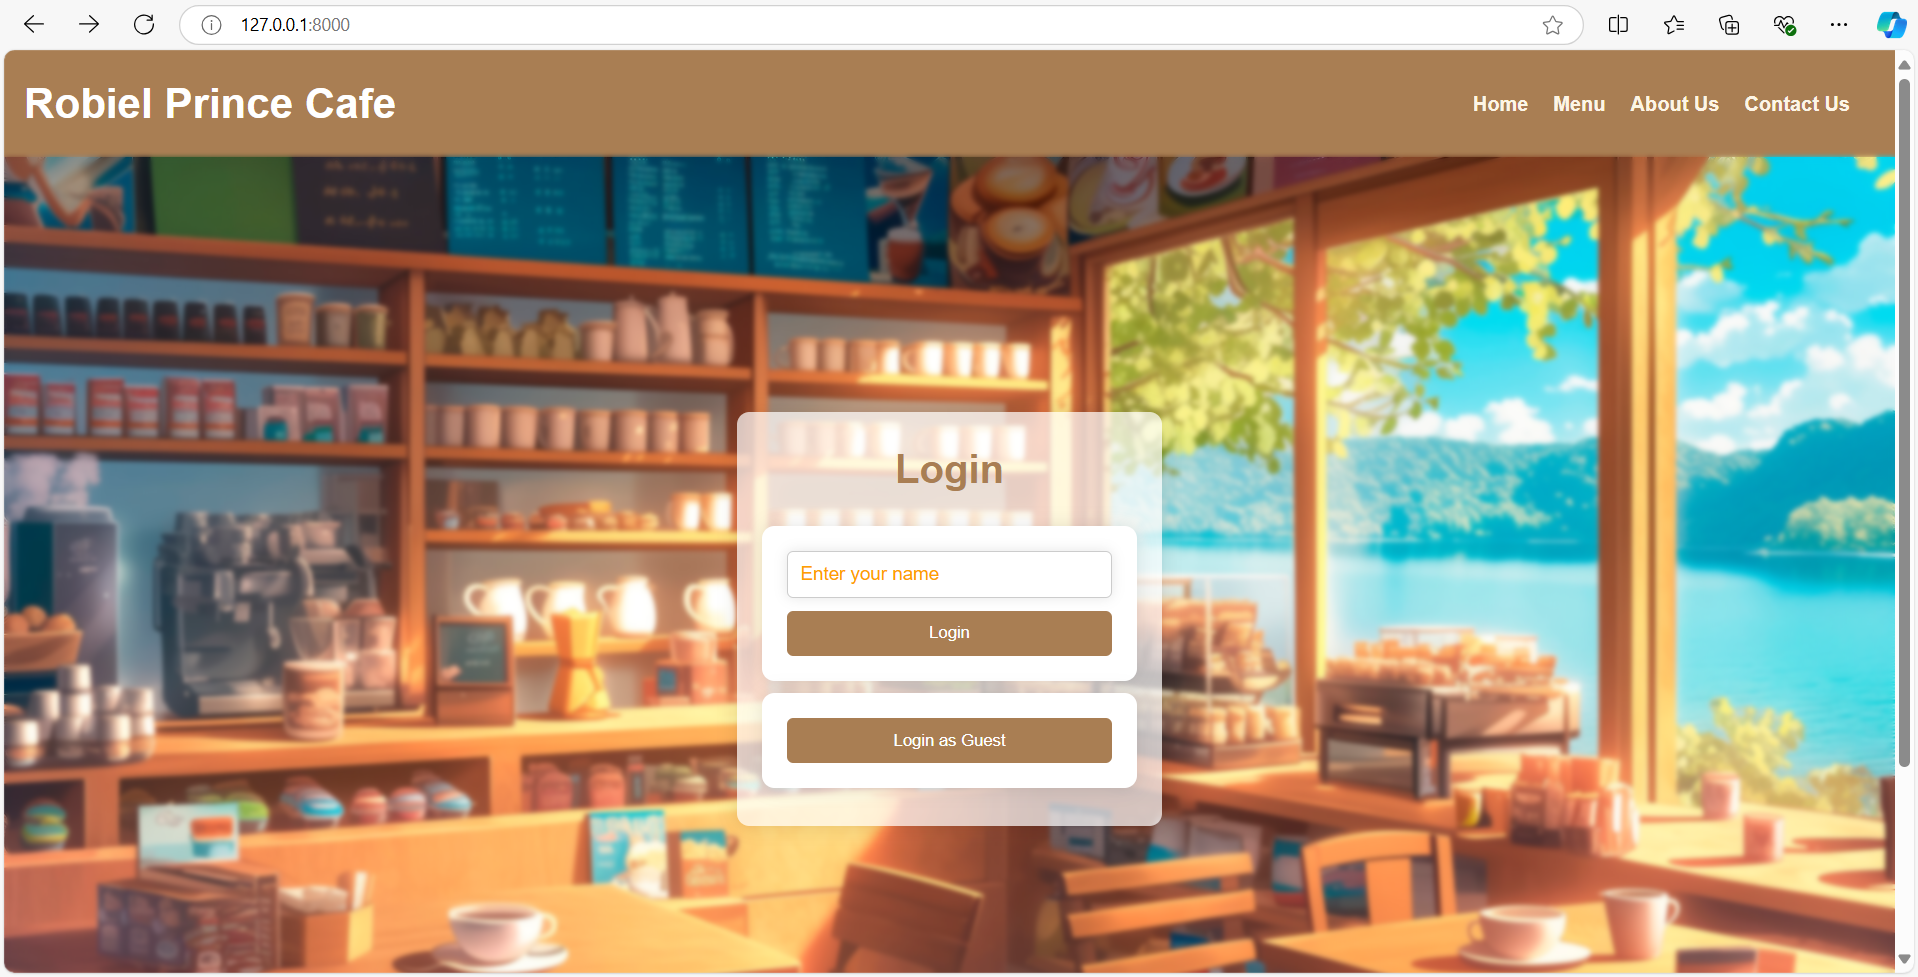 127.0.0.1:8000
Robiel Prince Cafe
Home Menu About Us Contact Us
Login
Enter your name
Login
Login as Guest